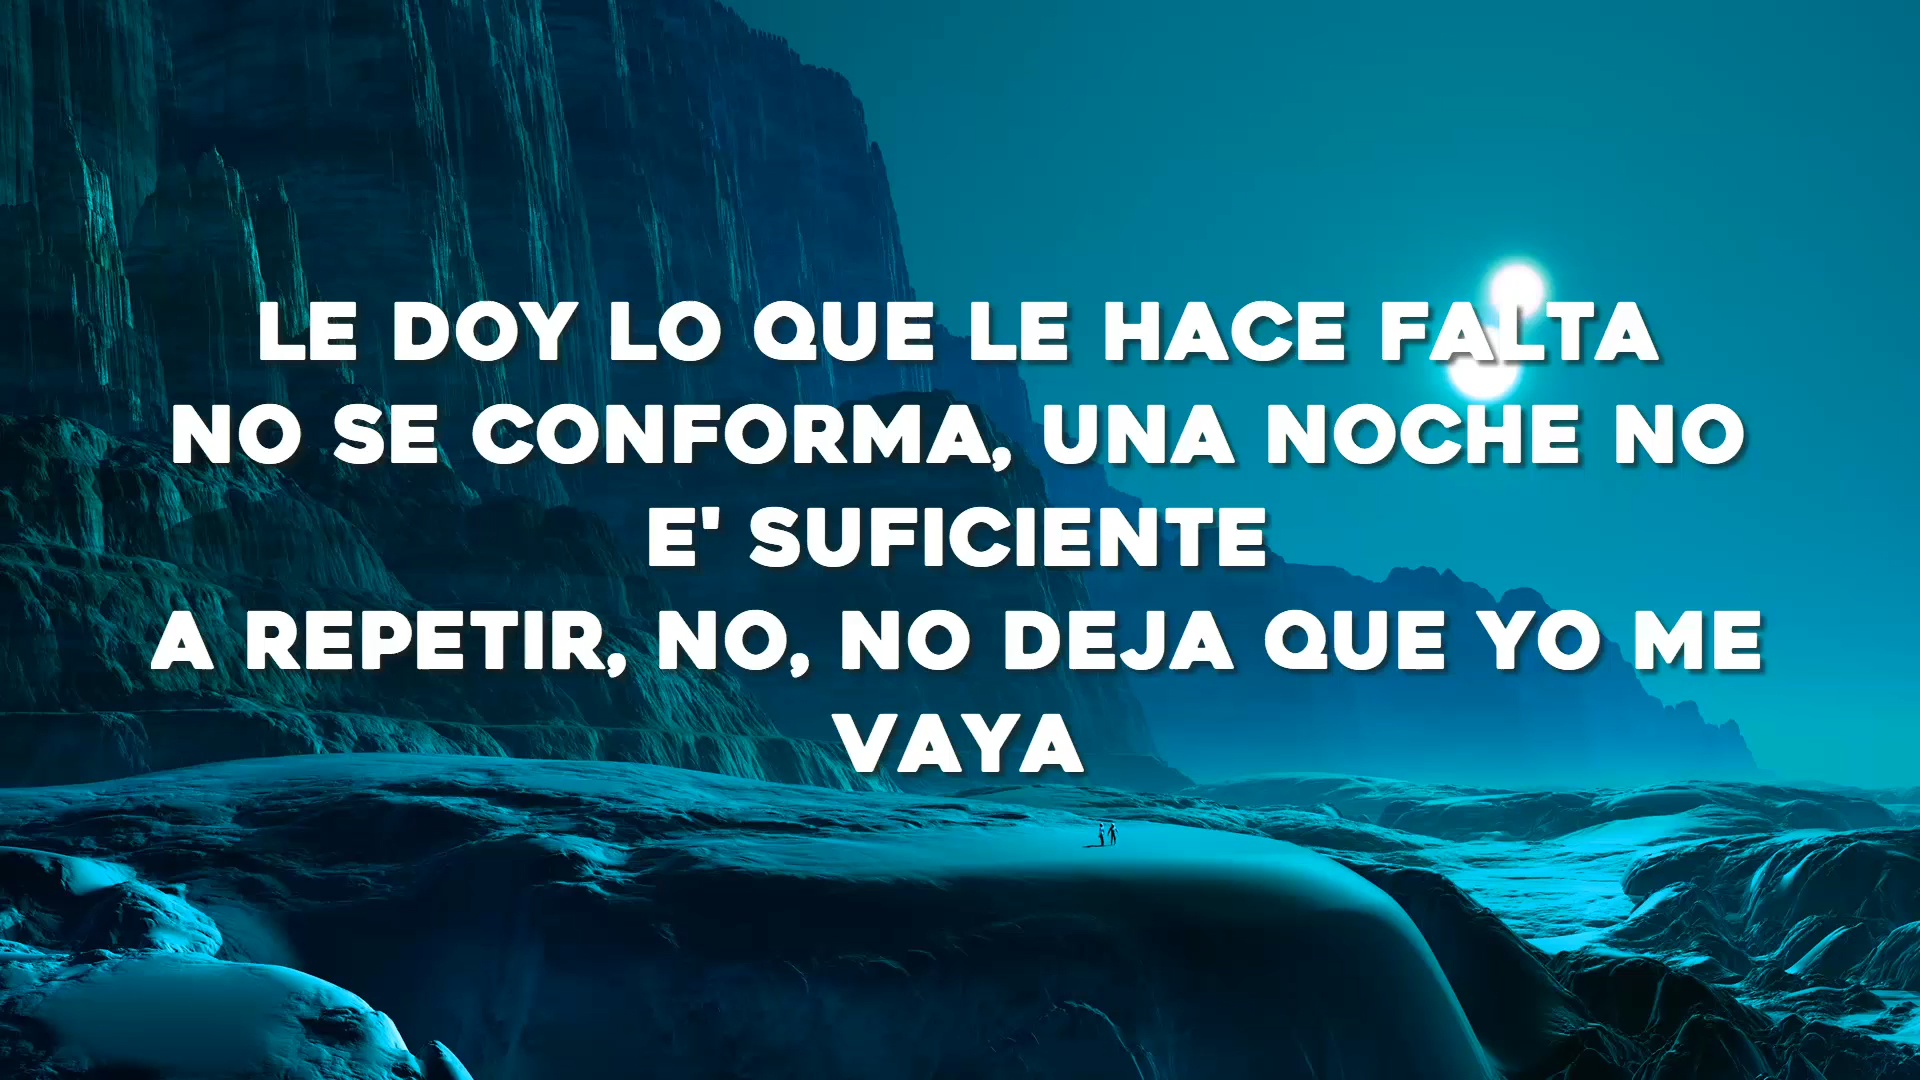 LE DOY LO QUE LE HACE FALTA
NO SE CONFORMA, UNA NOCHE NO
E' SUFICIENTE
A REPETIR, NO, NO DEJA QUE YO ME
VAYA